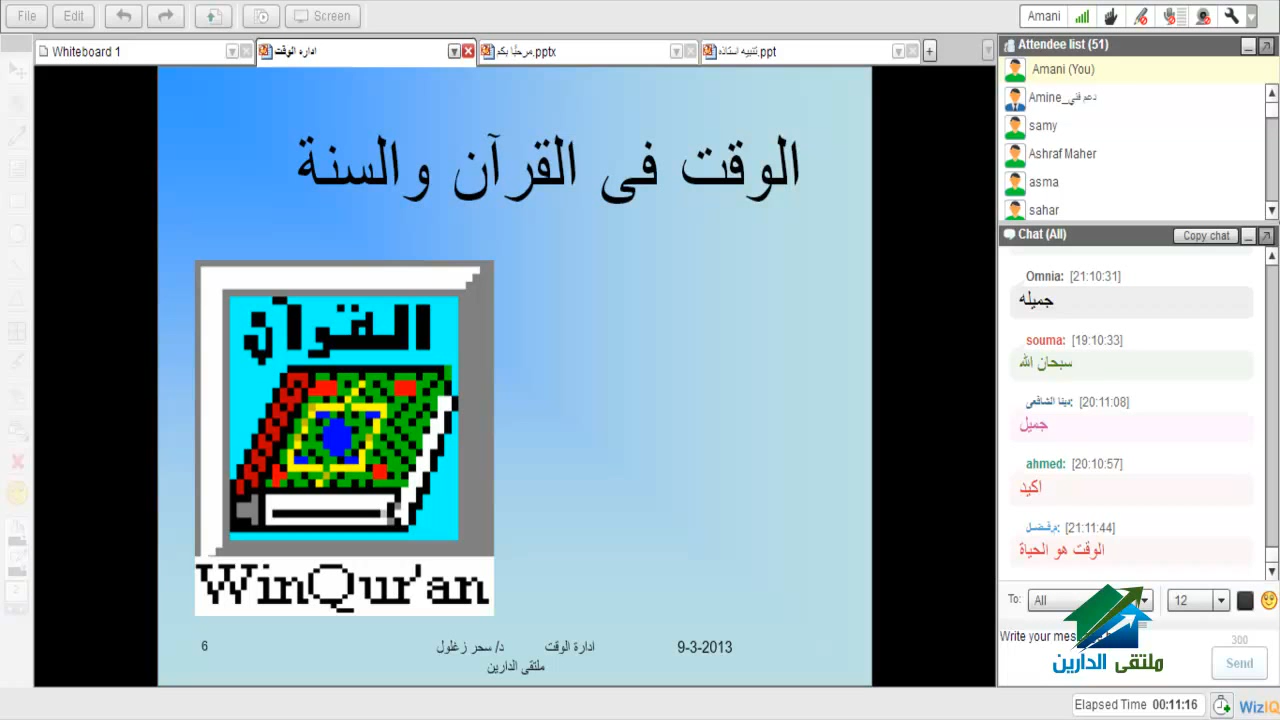 File
Edit
Screen
Amani
Whiteboard 1
اداره الوقت
مرحبًا بكم.pptx
تنبيه استاذه.ppt
Attendee list (51)
Amani (You)
Amine_دعم فني
samy
Ashraf Maher
asma
sahar
الوقت فى القرآن والسنة
القرآن
WinQur'an
6
د/ سحر زغلول
ادارة الوقت
ملتقى الدارين
9-3-2013
Chat (All)
Copy chat
Omnia: [21:10:31]
جميله
souma: [19:10:33]
سبحان الله
دينا الشافعى: [20:11:08]
جميل
ahmed: [20:10:57]
اكيد
[21:11:44]
الوقت هو الحياة
To:
All
12
Write your mes
300
Send
ملتقى الدارين
Elapsed Time 00:11:16
WizIQ